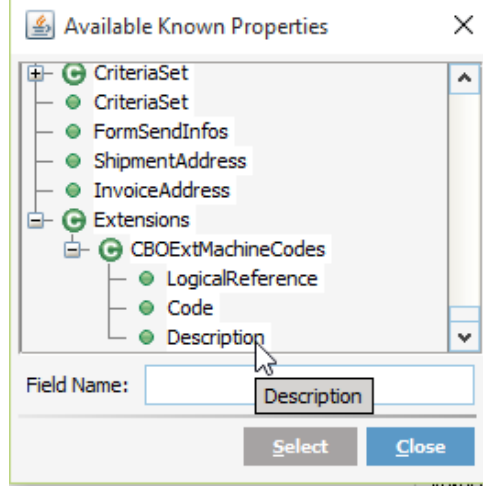 Available Known Properties
CriteriaSet
CriteriaSet
FormSendInfos
ShipmentAddress
InvoiceAddress
Extensions
CBOExtMachineCodes
LogicalReference
Code
Description
Field Name:
Description
Select
Close